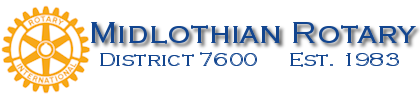 ROTARY
INTERNATIONAL
MIDLOTHIAN ROTARY
DISTRICT 7600 EST. 1983